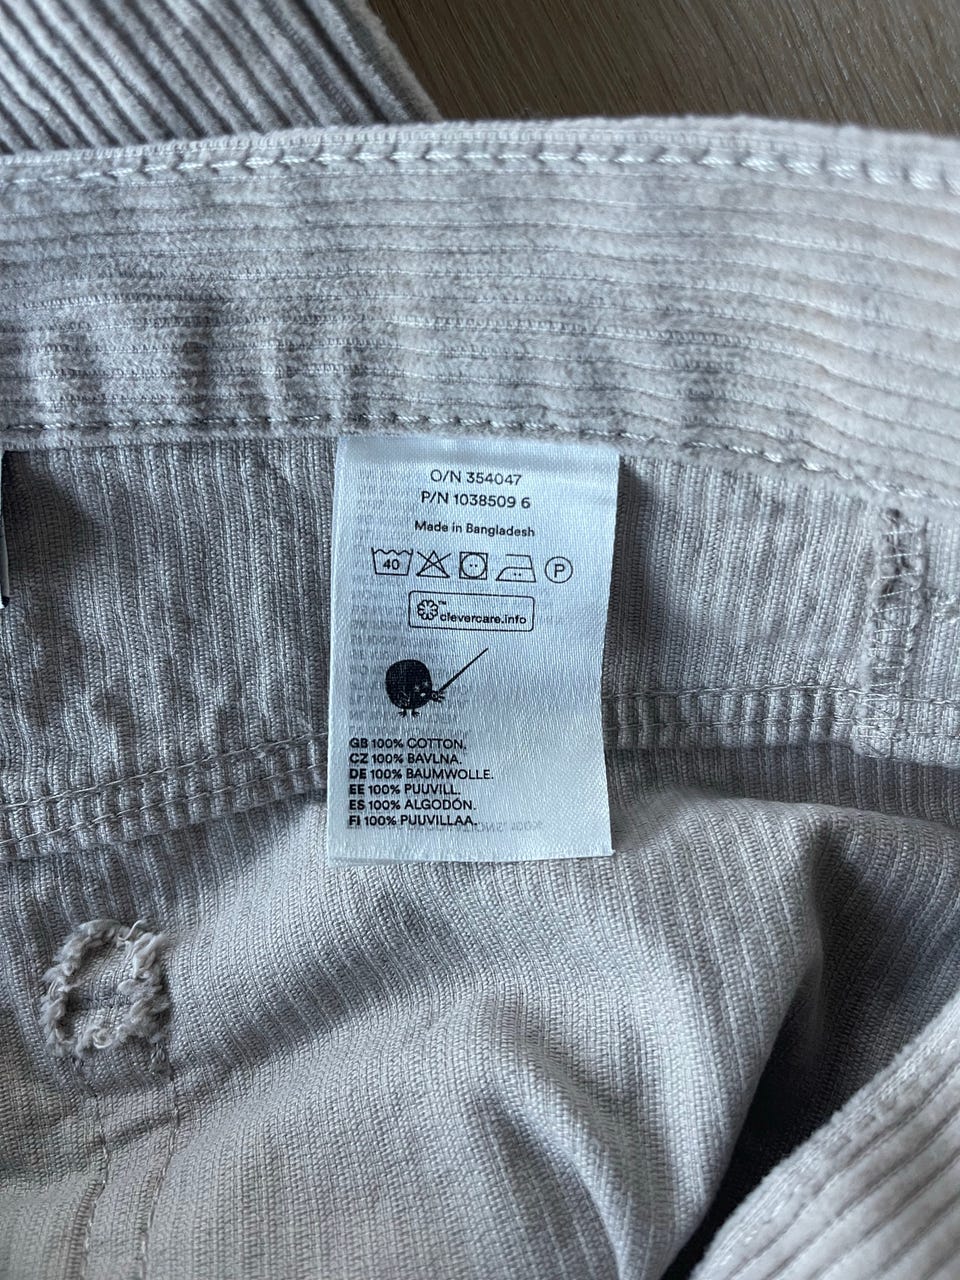 O/N 354047
P/N 1038509 6
Made in Bangladesh
40 P
™
clevercare.info
GB 100% COTTON,
CZ 100% BAVLNA.
DE 100% BAUMWOLLE.
EE 100% PUUVILL.
ES 100% ALGODÓN.
FI 100% PUUVILLAA.